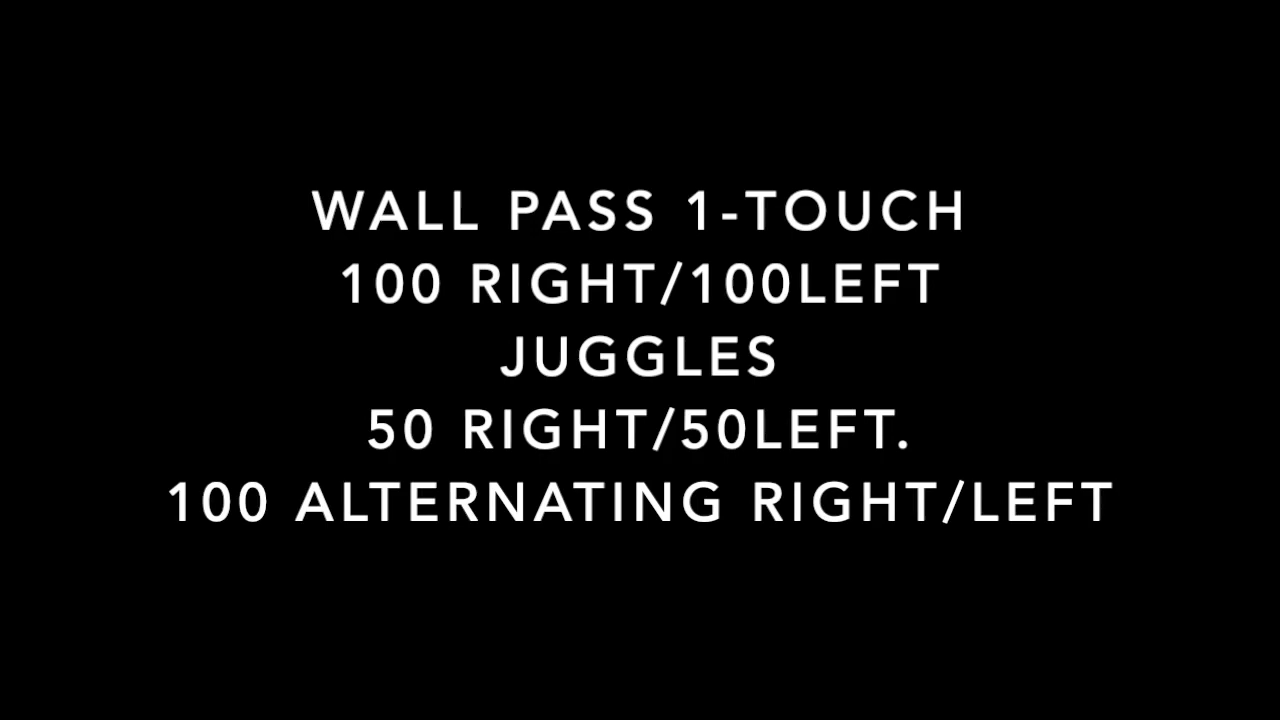 WALL PASS 1-TOUCH
100 RIGHT/100LEFT
JUGGLES
50 RIGHT/50LEFT.
100 ALTERNATING RIGHT/LEFT